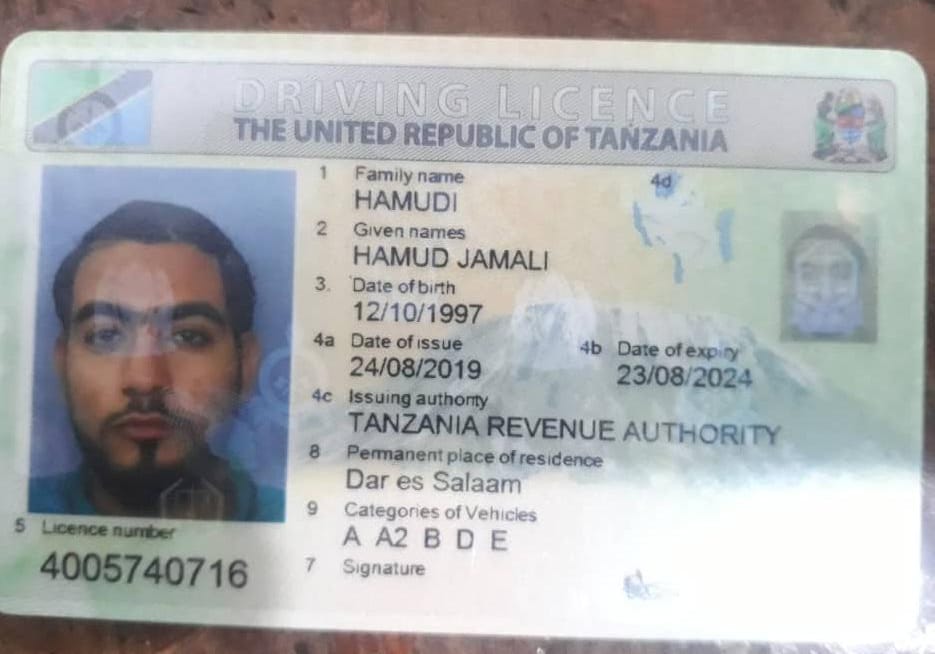 DRIVING LICENCE
THE UNITED REPUBLIC OF TANZANIA
1 Family name 4d
HAMUDI
2 Given names
HAMUD JAMALI
3. Date of birth
12/10/1997
4a Date of issue 4b Date of expiry
24/08/2019 23/08/2024
4c Issuing authority
TANZANIA REVENUE AUTHORITY
8 Permanent place of residence
Dar es Salaam
9 Categories of Vehicles
A A2 B D E
7 Signature
5 Licence number
4005740716